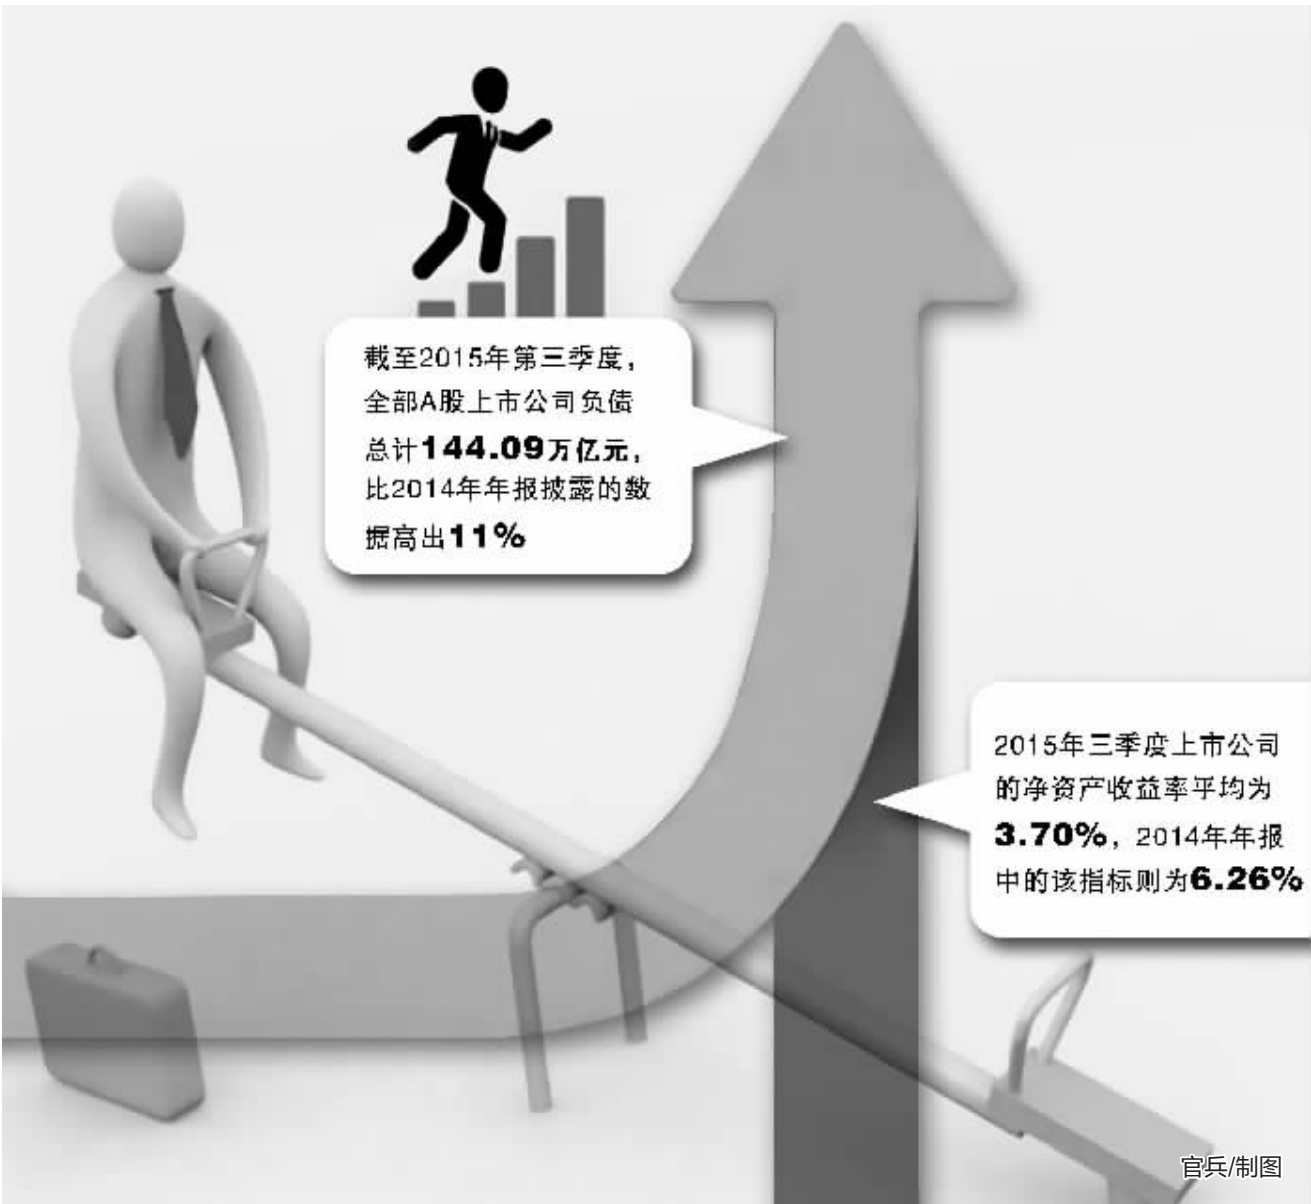 截至2015年第三季度，
全部A股上市公司负债
总计144.09万亿元，
比2014年年报披露的数
据高出11%
2015年三季度上市公司
的净资产收益率平均为
3.70%，2014年年报
中的该指标则为6.26%
官兵/制图